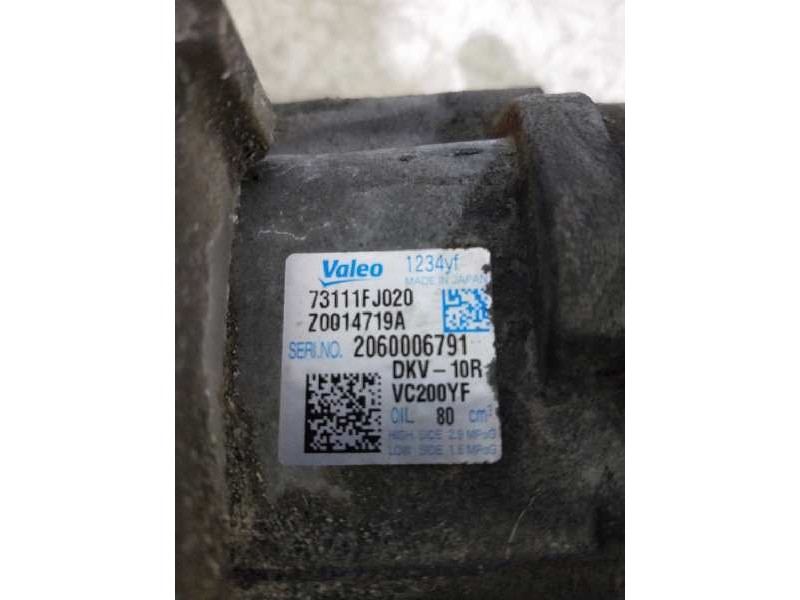 Valeo 1234yf
MADE IN JAPAN
73111FJ020
Z0014719A
SERI.NO. 2060006791
DKV-10R
VC200YF
OIL 80 cm³
HIGH SIDE 2.9 MPaG
LOW SIDE 1.6 MPaG